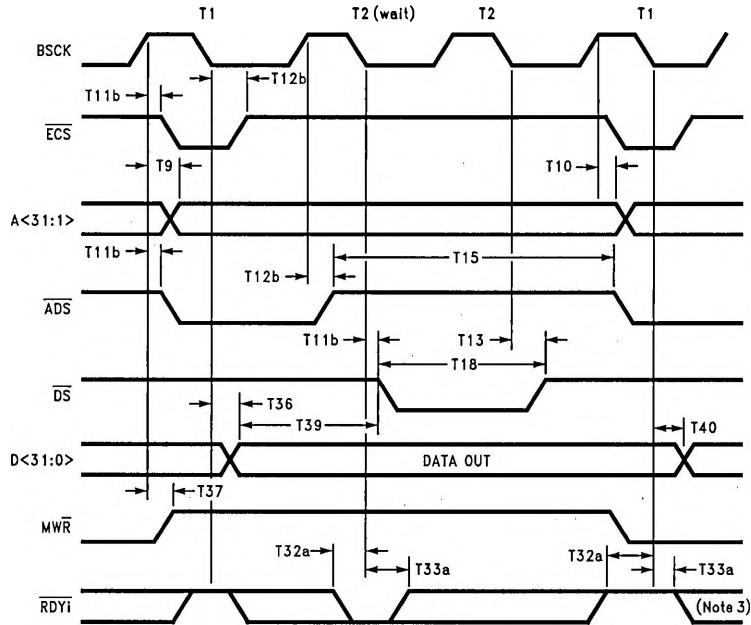 T1 T2 (wait) T2 T1
BSCK
T12b
T11b
ECS
T9 T10
A<31:1>
T11b T15
T12b
ADS
T11b T13
T18
DS
T36
T39 T40
D<31:0> DATA OUT
T37
MWR
T32a T32a
T33a T33a
RDYi (Note 3)